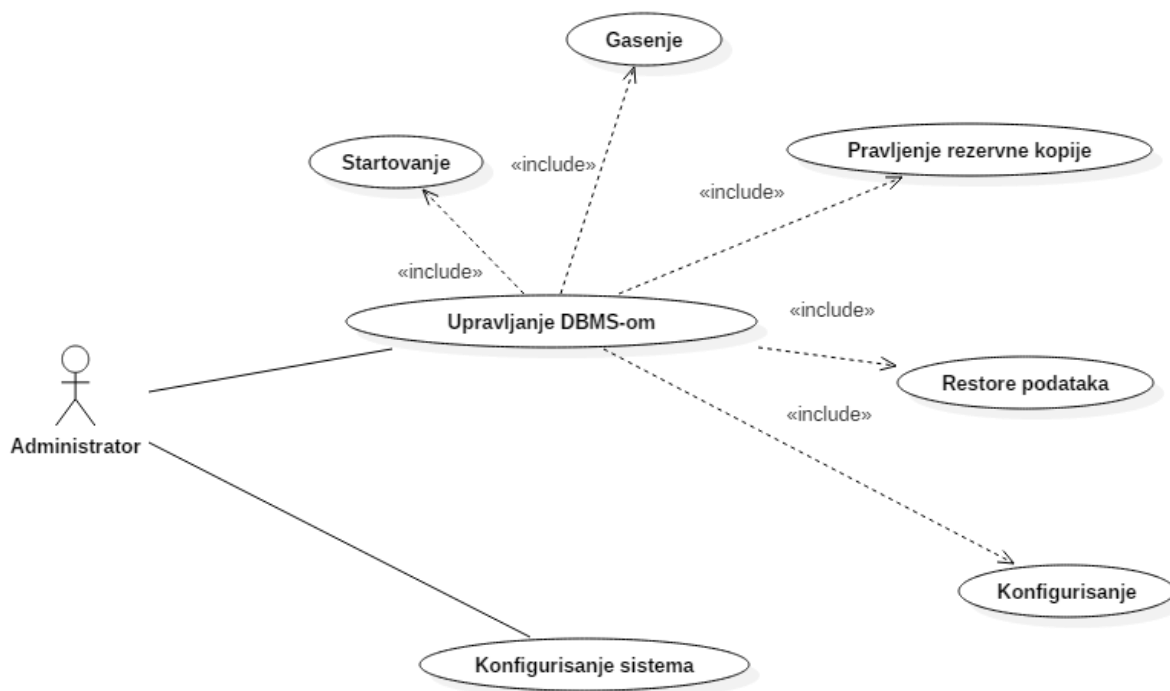 Gasenje
Startovanje
«include»
Pravljenje rezervne kopije
«include»
«include»
Upravljanje DBMS-om
«include»
Restore podataka
«include»
Administrator
Konfigurisanje
Konfigurisanje sistema